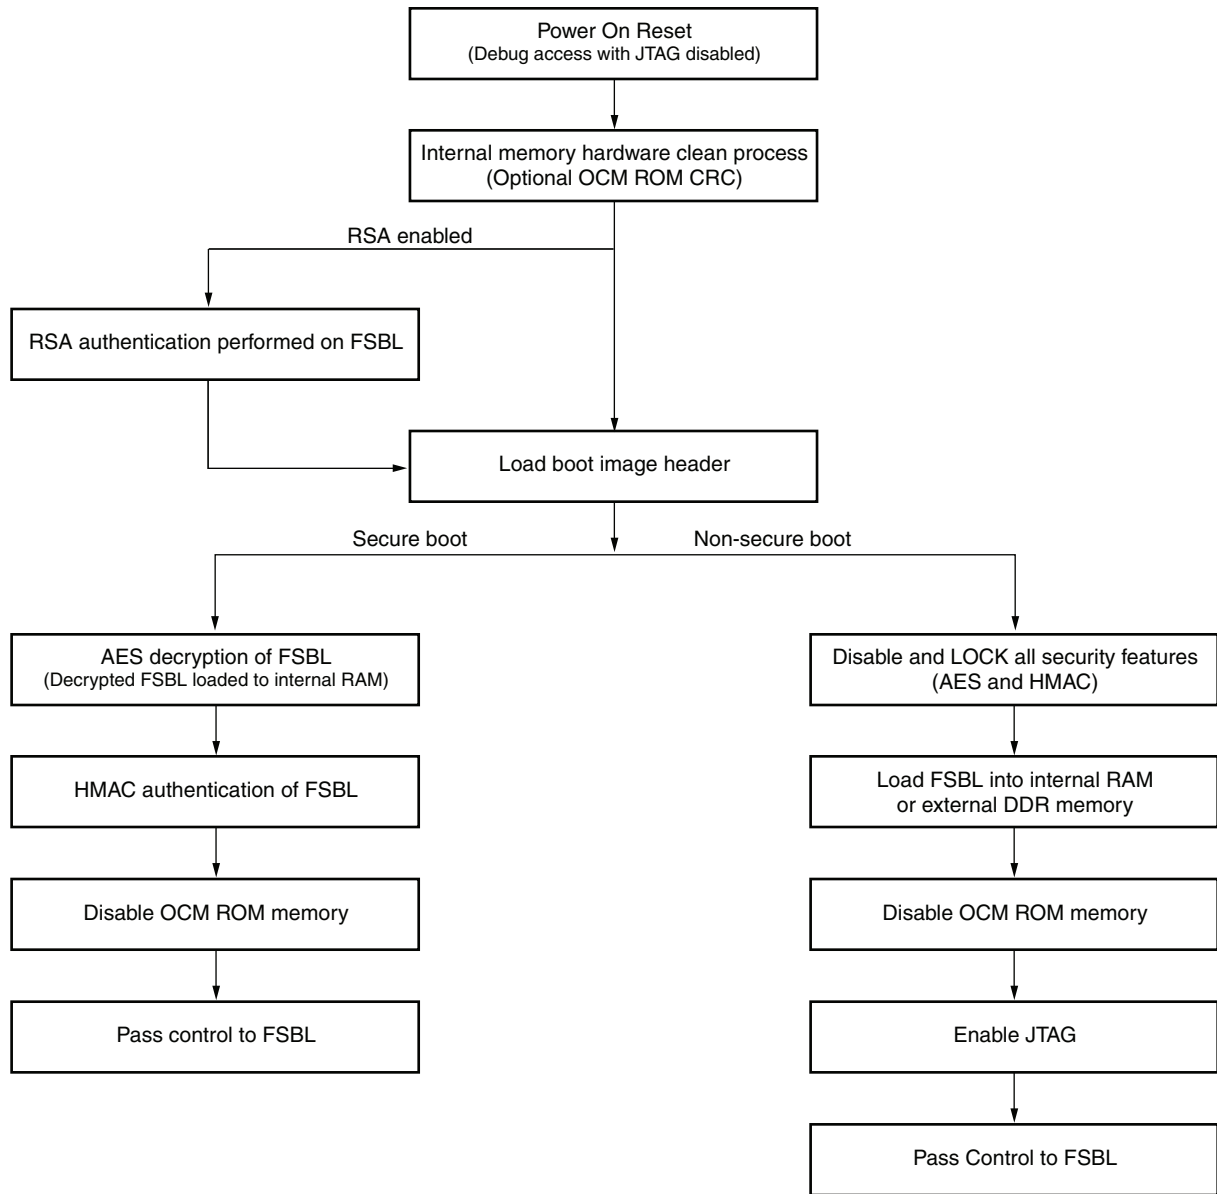 Power On Reset
(Debug access with JTAG disabled)
Internal memory hardware clean process
(Optional OCM ROM CRC)
RSA enabled
RSA authentication performed on FSBL
Load boot image header
Secure boot
Non-secure boot
AES decryption of FSBL
(Decrypted FSBL loaded to internal RAM)
HMAC authentication of FSBL
Disable OCM ROM memory
Pass control to FSBL
Disable and LOCK all security features
(AES and HMAC)
Load FSBL into internal RAM
or external DDR memory
Disable OCM ROM memory
Enable JTAG
Pass Control to FSBL